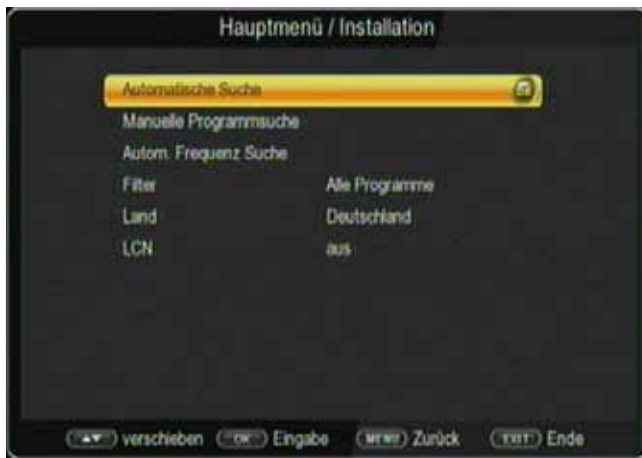 Hauptmenü / Installation
Automatische Suche
Manuelle Programmsuche
Autom. Frequenz Suche
Filter Alle Programme
Land Deutschland
LCN aus
▲▼ verschieben OK Eingabe MENU Zurück EXIT Ende